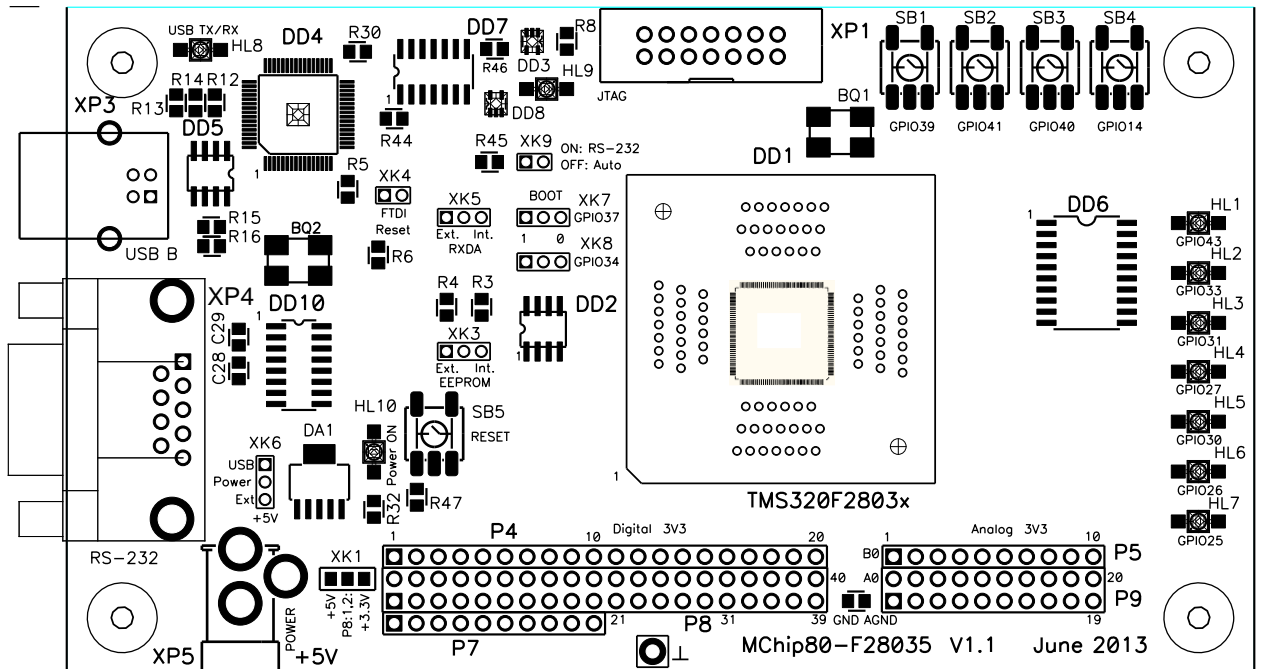 USB TX/RX
HL8
DD4
R30
DD7
R46
DD3
R8
HL9
DD8
JTAG
XP1
SB1 SB2 SB3 SB4
GPIO39 GPIO41 GPIO40 GPIO14
BQ1
R14 R12
R13
XP3
DD5
1
1
R44
R45
XK9
ON: RS-232
OFF: Auto
DD1
R5
XK4
FTDI
Reset
XK5
Ext. Int.
RXDA
BOOT
XK7
GPIO37
1 0
XK8
GPIO34
R15
R16
USB B
BQ2
R6
1
DD6
HL1
GPIO43
HL2
GPIO33
HL3
GPIO31
HL4
GPIO27
HL5
GPIO30
HL6
GPIO26
HL7
GPIO25
XP4
DD10
1
C29
C28
R4 R3
DD2
1
XK3
Ext. Int.
EEPROM
HL10
Power ON
SB5
RESET
DA1
XK6
USB
Power
Ext
+5V
R32
R47
1
TMS320F2803x
RS-232
XK1
+5V
P8:1,2:
+3.3V
1
P4
10
Digital 3V3
20
1
Analog 3V3
10
B0
P5
40
A0
20
P9
P7
21
P8
31
39
GND AGND
19
POWER
XP5
+5V
MChip80-F28035 V1.1 June 2013